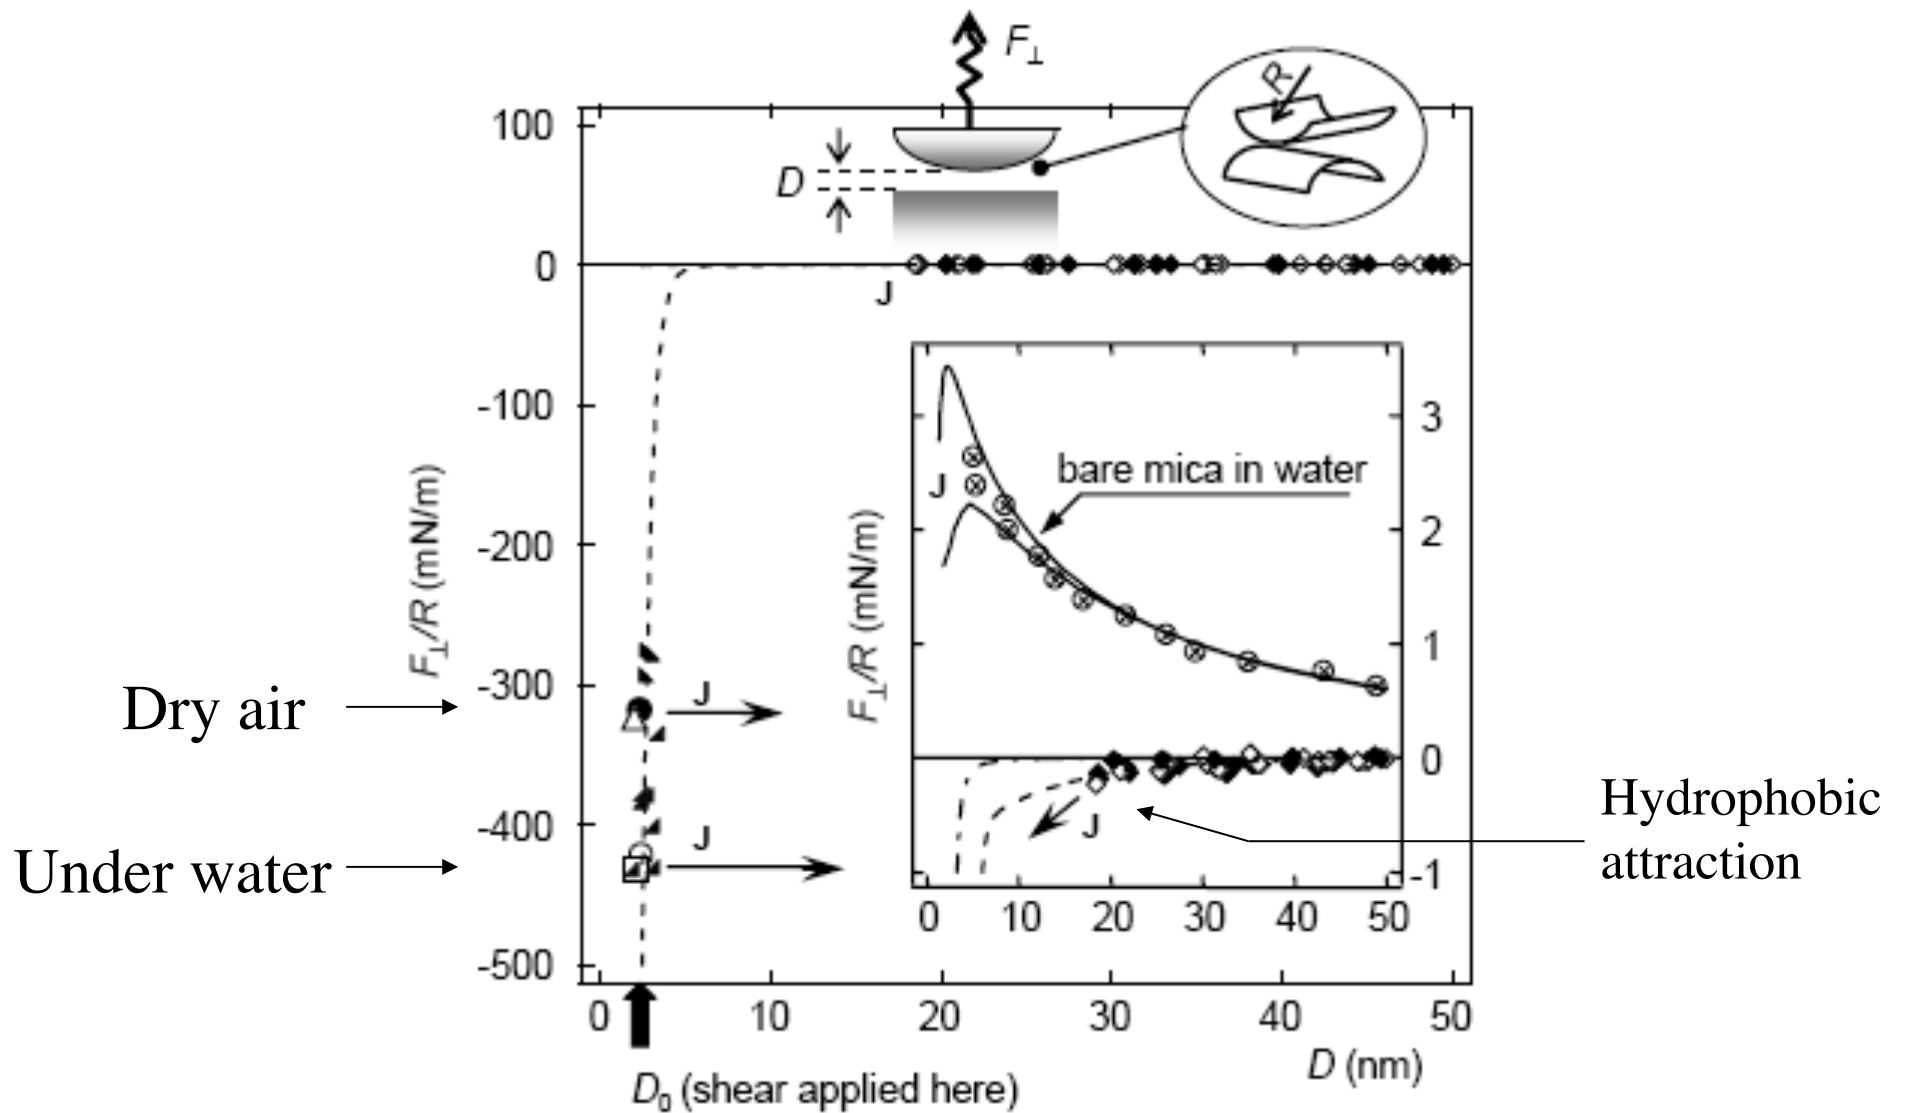 F⊥
R
D
100
0
-100
-200
-300
-400
-500
F⊥/R (mN/m)
J
Dry air
J
Under water
J
bare mica in water
J
J
F⊥/R (mN/m)
3
2
1
0
-1
0 10 20 30 40 50
Hydrophobic
attraction
0 10 20 30 40 50
D (nm)
D₀ (shear applied here)